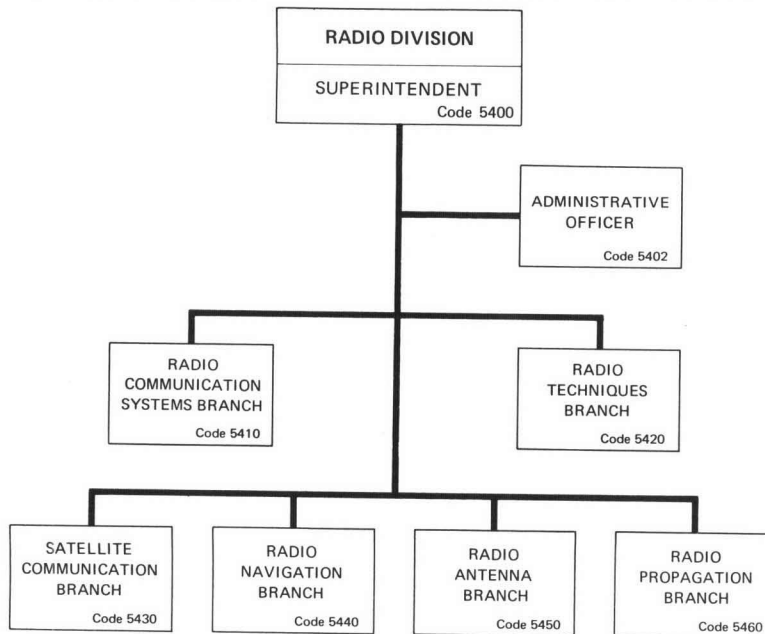 RADIO DIVISION
SUPERINTENDENT
Code 5400
ADMINISTRATIVE
OFFICER
Code 5402
RADIO
COMMUNICATION
SYSTEMS BRANCH
Code 5410
RADIO
TECHNIQUES
BRANCH
Code 5420
SATELLITE
COMMUNICATION
BRANCH
Code 5430
RADIO
NAVIGATION
BRANCH
Code 5440
RADIO
ANTENNA
BRANCH
Code 5450
RADIO
PROPAGATION
BRANCH
Code 5460